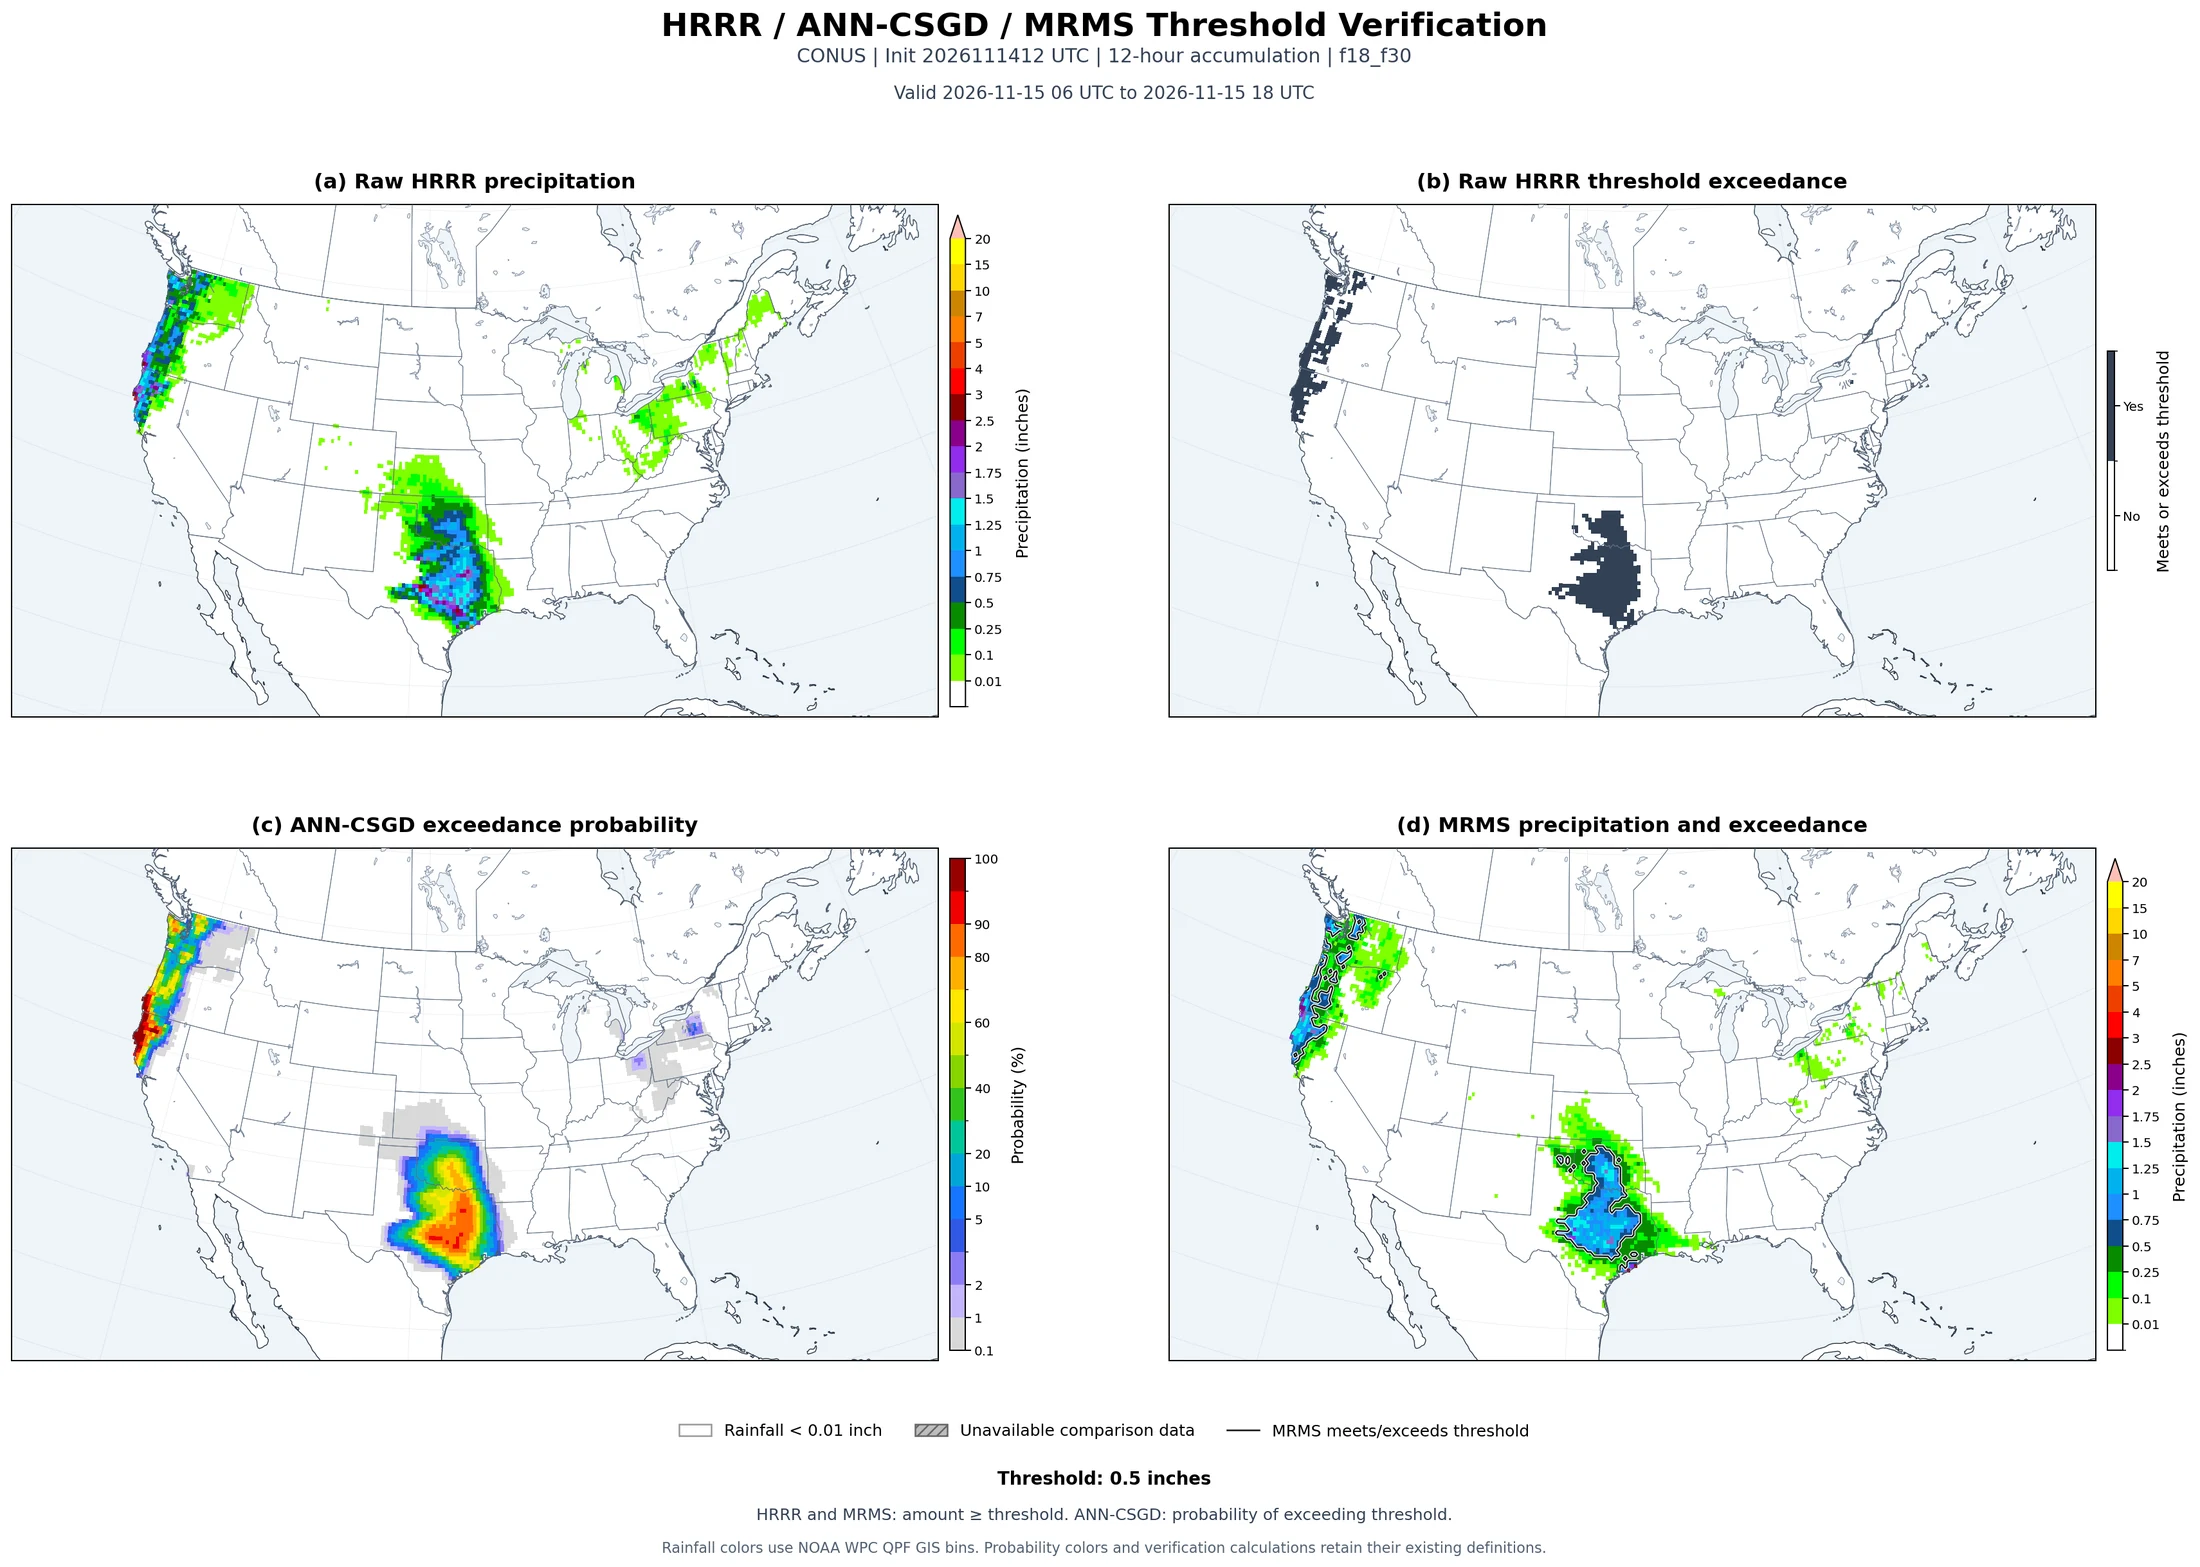 HRRR / ANN-CSGD / MRMS Threshold Verification
CONUS | Init 2026111412 UTC | 12-hour accumulation | f18_f30
Valid 2026-11-15 06 UTC to 2026-11-15 18 UTC
(a) Raw HRRR precipitation
20
15
10
7
5
4
3
2.5
2
1.75
1.5
1.25
1
0.75
0.5
0.25
0.1
0.01
Precipitation (inches)
(b) Raw HRRR threshold exceedance
Yes
No
Meets or exceeds threshold
(c) ANN-CSGD exceedance probability
100
90
80
60
40
20
10
5
2
1
0.1
Probability (%)
(d) MRMS precipitation and exceedance
20
15
10
7
5
4
3
2.5
2
1.75
1.5
1.25
1
0.75
0.5
0.25
0.1
0.01
Precipitation (inches)
Rainfall < 0.01 inch
Unavailable comparison data
MRMS meets/exceeds threshold
Threshold: 0.5 inches
HRRR and MRMS: amount ≥ threshold. ANN-CSGD: probability of exceeding threshold.
Rainfall colors use NOAA WPC QPF GIS bins. Probability colors and verification calculations retain their existing definitions.